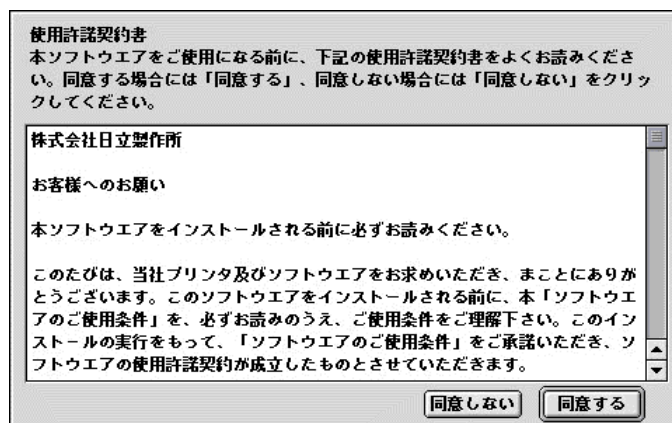 使用許諾契約書
本ソフトウエアをご使用になる前に、下記の使用許諾契約書をよくお読みくださ
い。同意する場合には「同意する」、同意しない場合には「同意しない」をクリッ
クしてください。
株式会社日立製作所
お客様へのお願い
本ソフトウエアをインストールされる前に必ずお読みください。
このたびは、当社プリンタ及びソフトウエアをお求めいただき、まことにありが
とうございます。このソフトウエアをインストールされる前に、本「ソフトウエ
アのご使用条件」を、必ずお読みのうえ、ご使用条件をご理解下さい。このイン
ストールの実行をもって、「ソフトウエアのご使用条件」をご承諾いただき、ソ
フトウエアの使用許諾契約が成立したものとさせていただきます。
同意しない 同意する